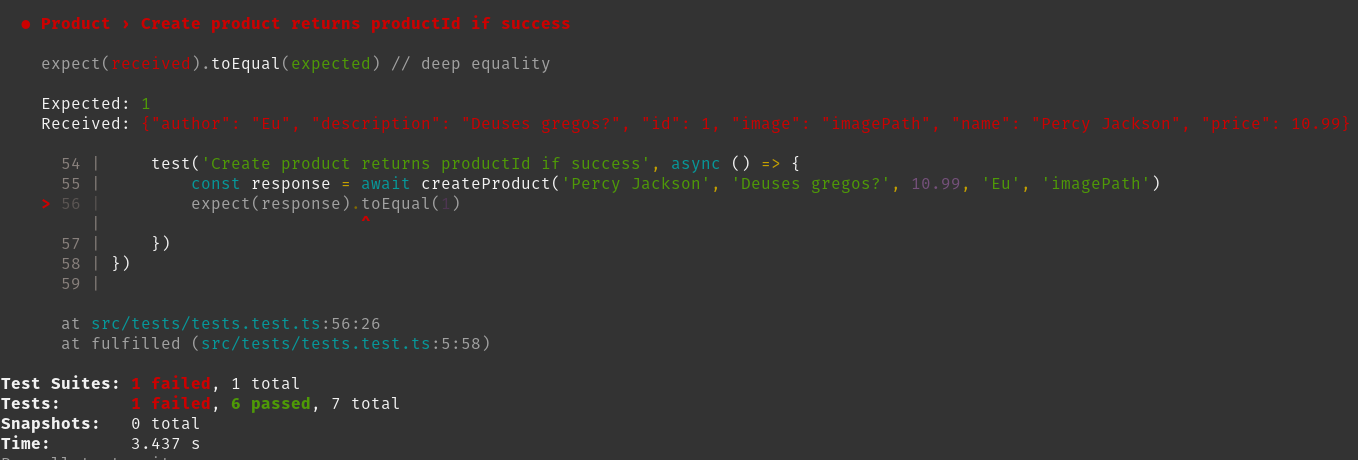 ● Product › Create product returns productId if success
expect(received).toEqual(expected) // deep equality
Expected: 1
Received: {"author": "Eu", "description": "Deuses gregos?", "id": 1, "image": "imagePath", "name": "Percy Jackson", "price": 10.99}
54 |     test('Create product returns productId if success', async () => {
55 |         const response = await createProduct('Percy Jackson', 'Deuses gregos?', 10.99, 'Eu', 'imagePath')
> 56 |         expect(response).toEqual(1)
|                          ^
57 |     })
58 | })
59 |
at src/tests/tests.test.ts:56:26
at fulfilled (src/tests/tests.test.ts:5:58)
Test Suites: 1 failed, 1 total
Tests:       1 failed, 6 passed, 7 total
Snapshots:   0 total
Time:        3.437 s